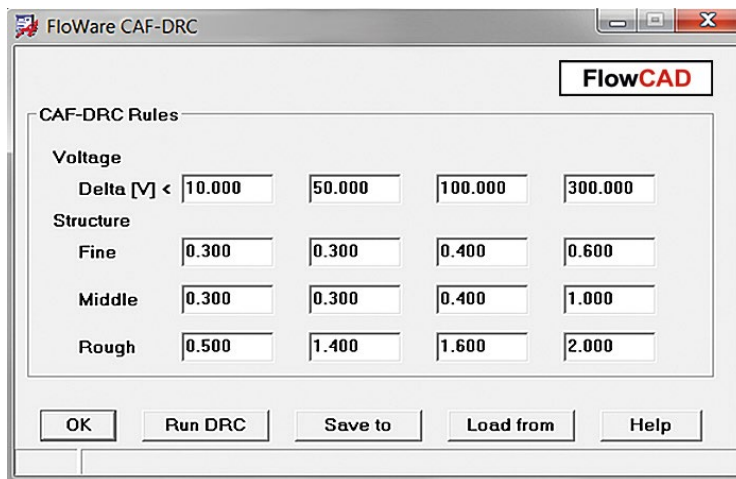 FloWare CAF-DRC
FlowCAD
CAF-DRC Rules
Voltage
Delta [V] < 10.000 50.000 100.000 300.000
Structure
Fine 0.300 0.300 0.400 0.600
Middle 0.300 0.300 0.400 1.000
Rough 0.500 1.400 1.600 2.000
OK Run DRC Save to Load from Help